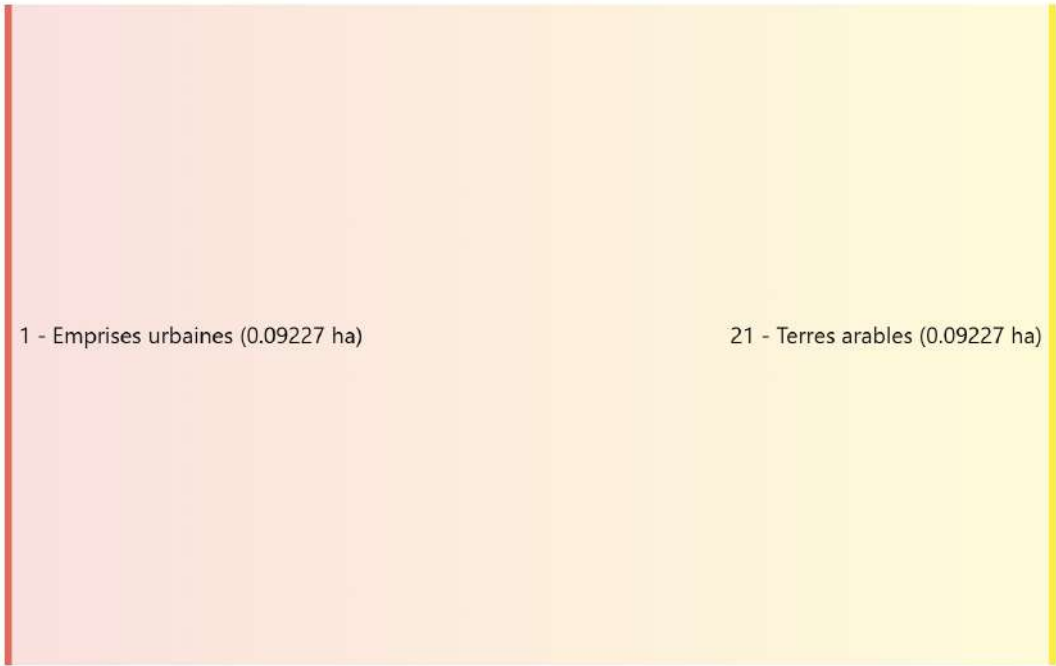 1 - Emprises urbaines (0.09227 ha)
21 - Terres arables (0.09227 ha)